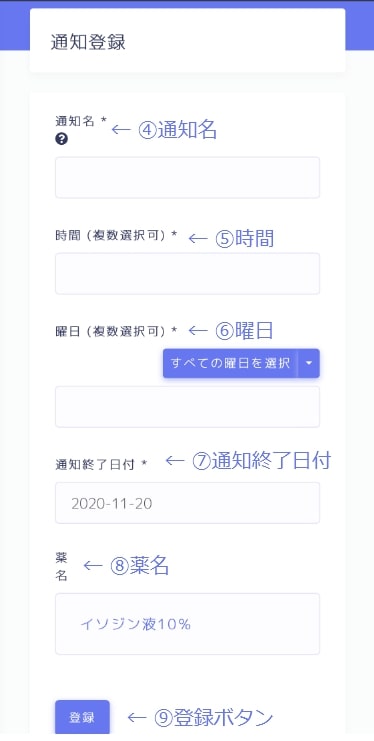 通知登録
通知名 * ← ④通知名
?
時間 (複数選択可) * ← ⑤時間
曜日 (複数選択可) * ← ⑥曜日
すべての曜日を選択
通知終了日付 * ← ⑦通知終了日付
2020-11-20
薬
名 ← ⑧薬名
イソジン液10%
登録 ← ⑨登録ボタン